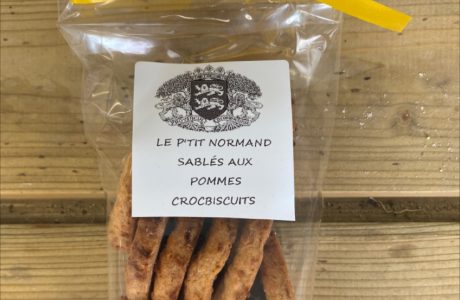 LE P'TIT NORMAND
SABLÉS AUX
POMMES
CROCBISCUITS